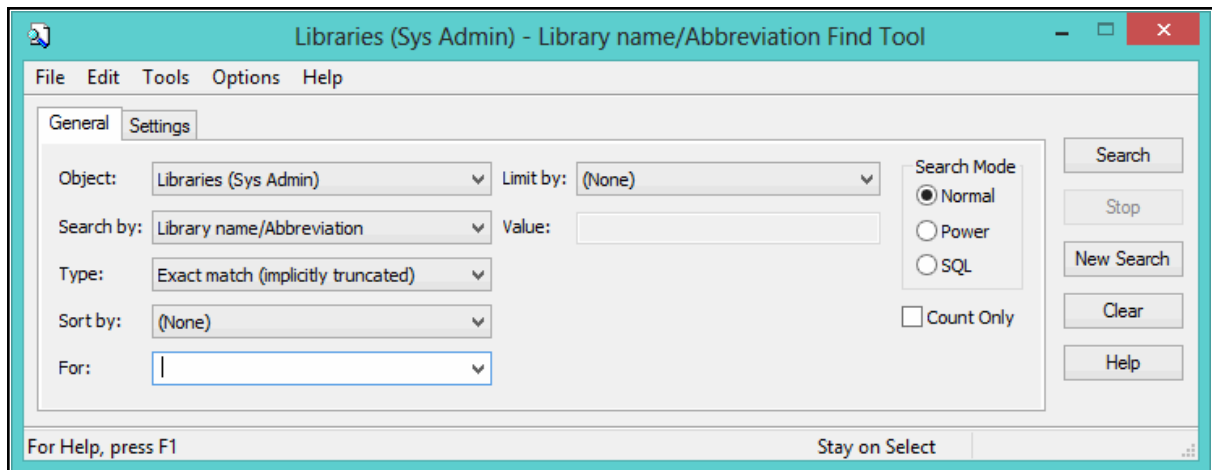 Libraries (Sys Admin) - Library name/Abbreviation Find Tool
File Edit Tools Options Help
General Settings
Object: Libraries (Sys Admin) Limit by: (None) Search Mode Search
Normal
Search by: Library name/Abbreviation Value: Power Stop
Type: Exact match (implicitly truncated) SQL New Search
Sort by: (None) Count Only Clear
For: Help
For Help, press F1 Stay on Select